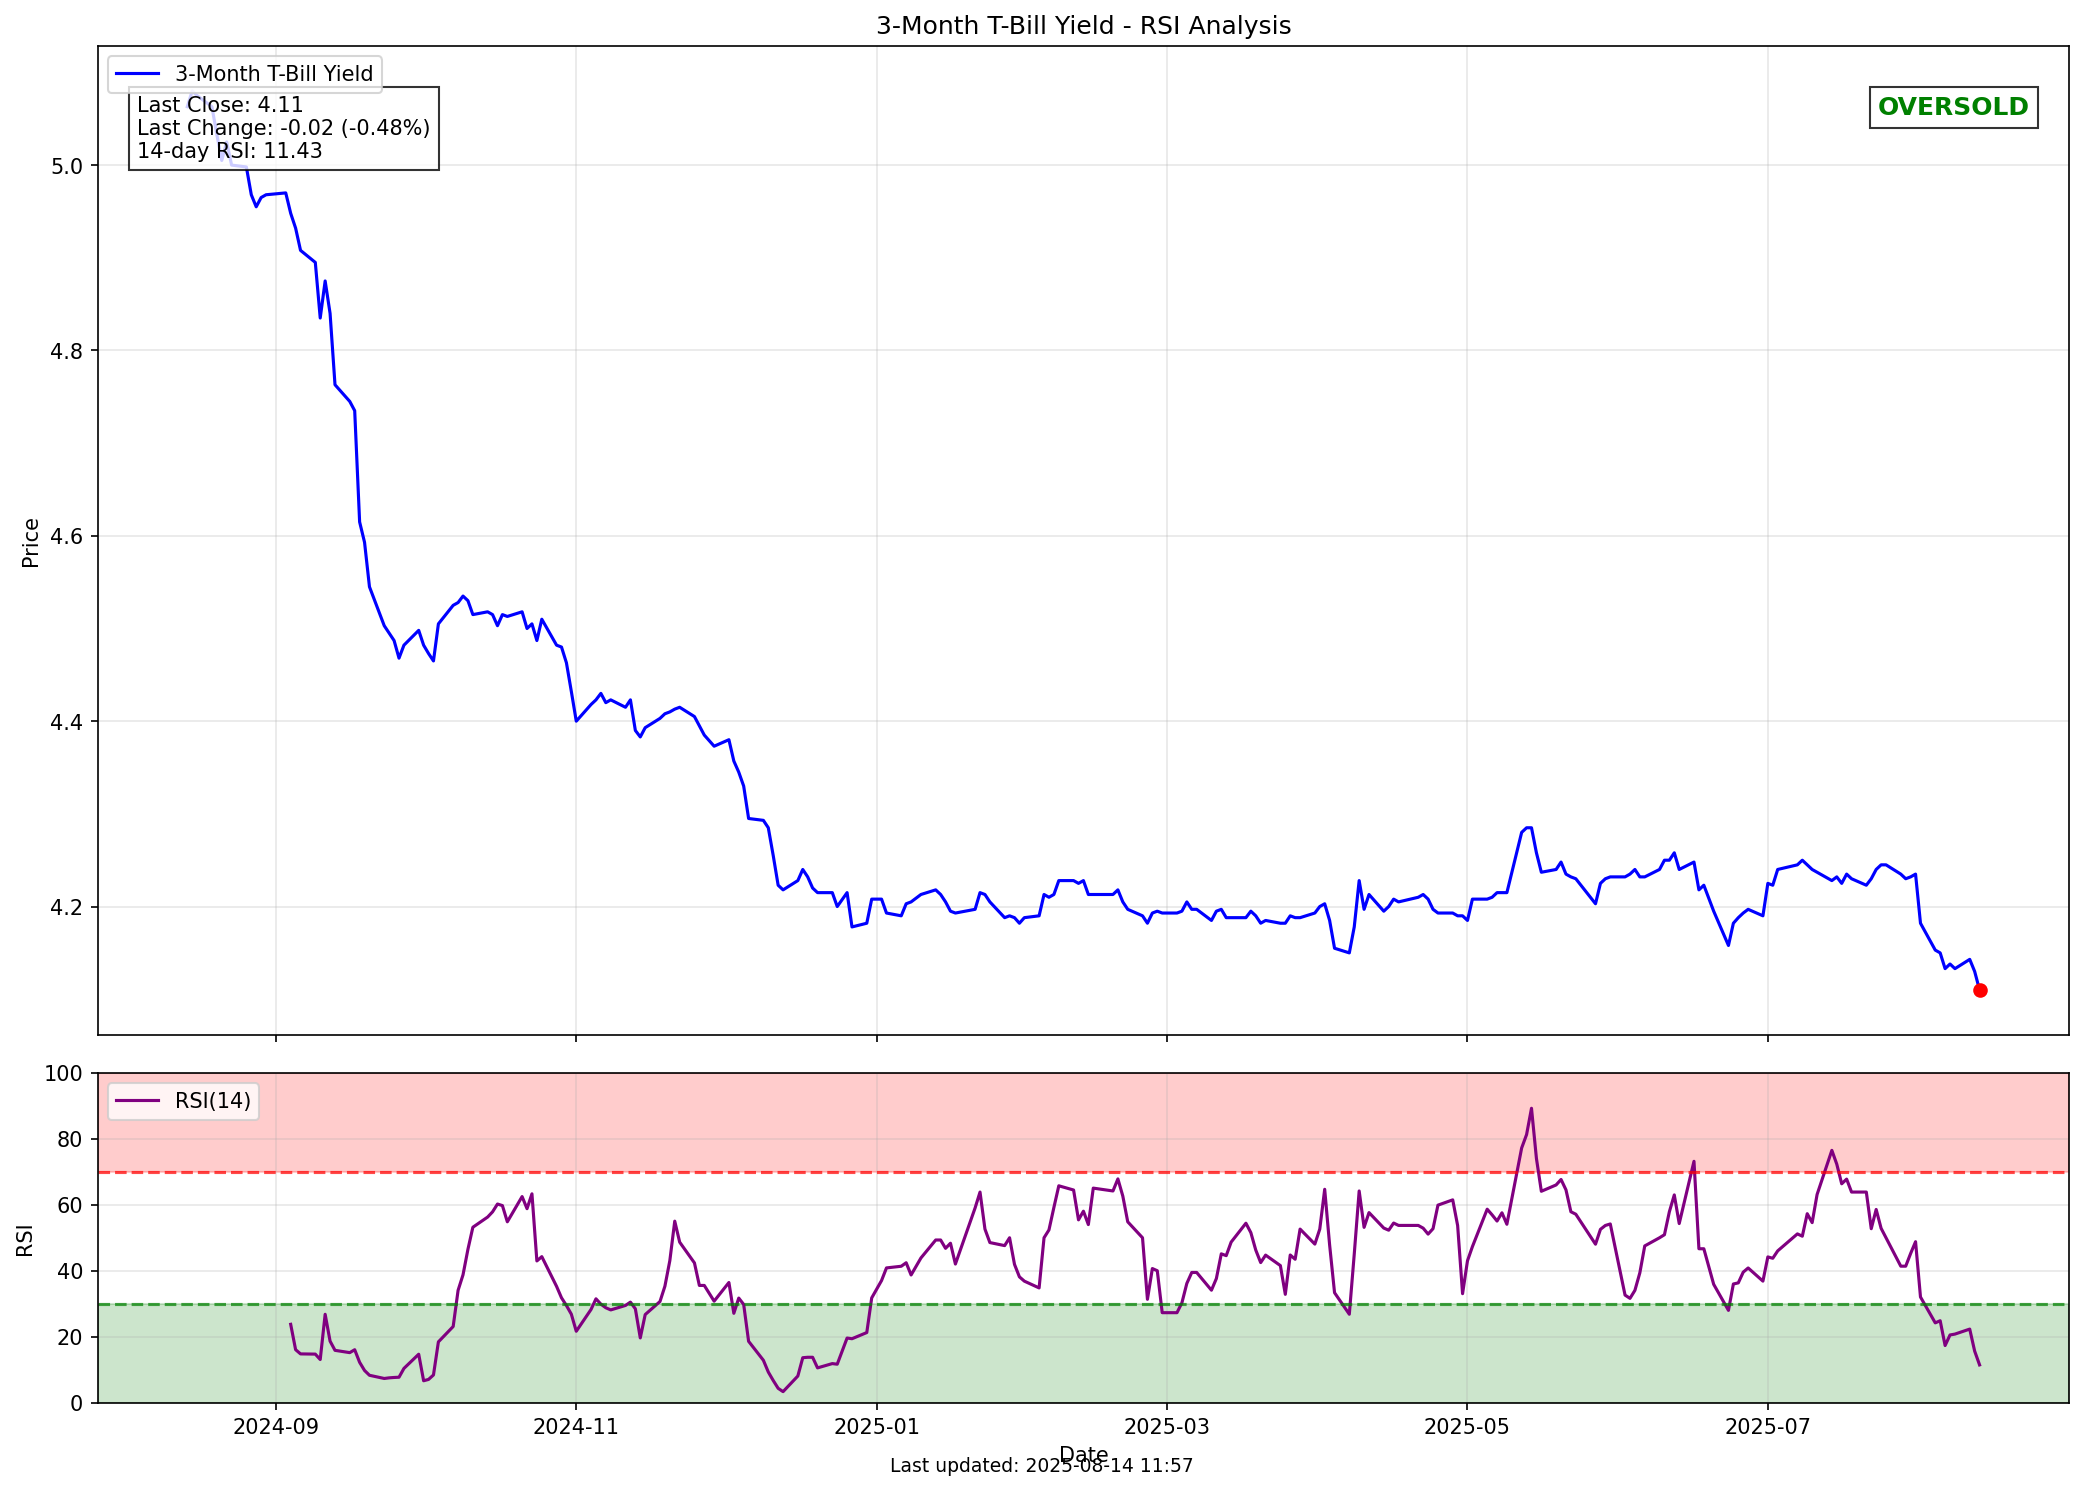 3-Month T-Bill Yield - RSI Analysis
3-Month T-Bill Yield
Last Close: 4.11
Last Change: -0.02 (-0.48%)
14-day RSI: 11.43
OVERSOLD
Price
5.0
4.8
4.6
4.4
4.2
RSI(14)
RSI
100
80
60
40
20
0
2024-09
2024-11
2025-01
2025-03
2025-05
2025-07
Date
Last updated: 2025-08-14 11:57